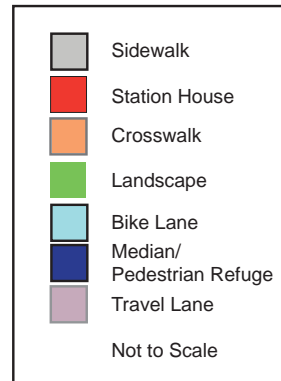 Sidewalk
Station House
Crosswalk
Landscape
Bike Lane
Median/
Pedestrian Refuge
Travel Lane
Not to Scale